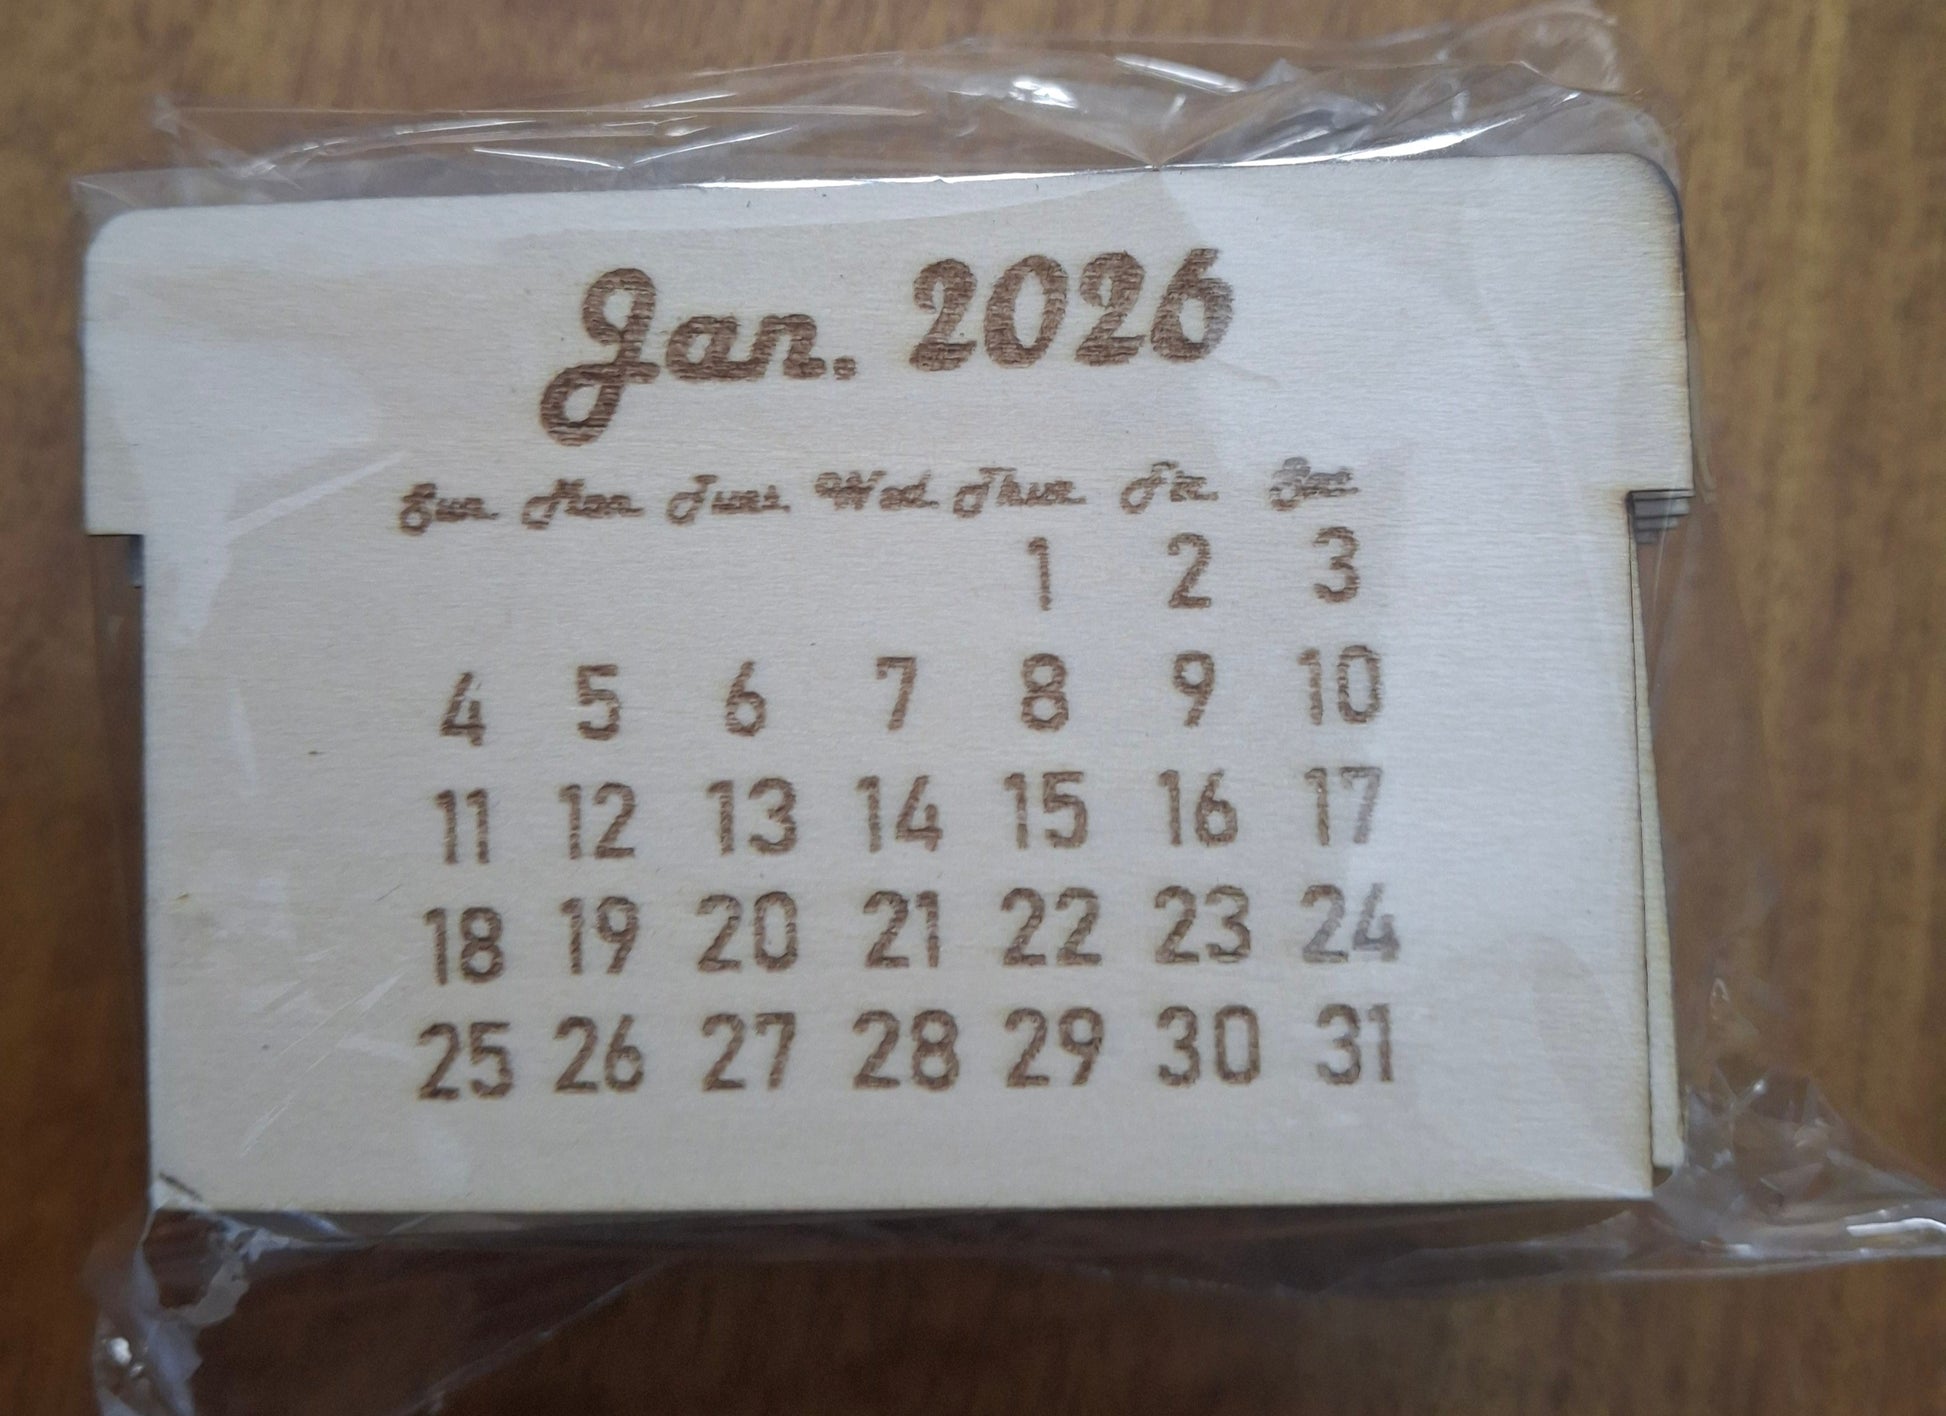 Jan. 2026
Sun. Mon. Tues. Wed. Thur. Fri. Sat.
1 2 3
4 5 6 7 8 9 10
11 12 13 14 15 16 17
18 19 20 21 22 23 24
25 26 27 28 29 30 31